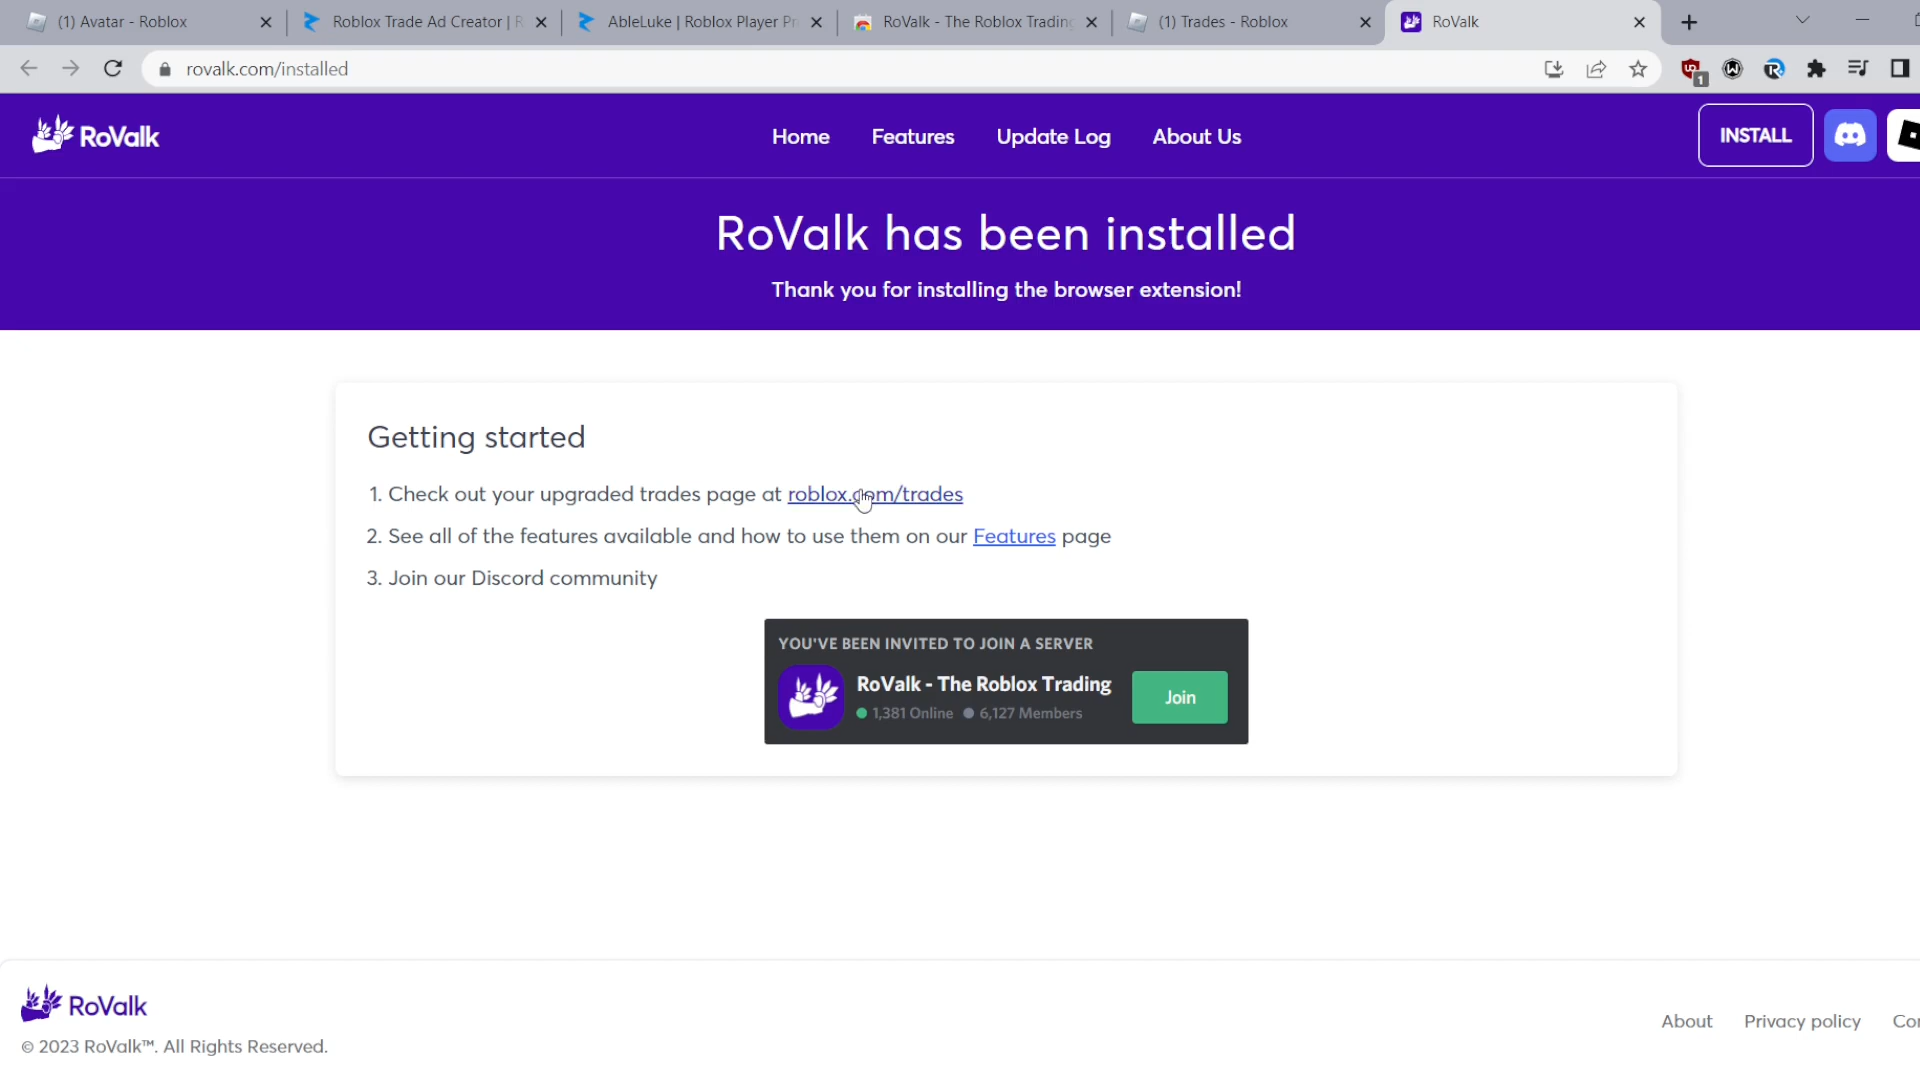 (1) Avatar - Roblox
Roblox Trade Ad Creator | R
AbleLuke | Roblox Player Pr
RoValk - The Roblox Trading
(1) Trades - Roblox
RoValk
rovalk.com/installed
1
RoValk
Home
Features
Update Log
About Us
INSTALL
RoValk has been installed
Thank you for installing the browser extension!
Getting started
1. Check out your upgraded trades page at roblox.com/trades
2. See all of the features available and how to use them on our Features page
3. Join our Discord community
YOU'VE BEEN INVITED TO JOIN A SERVER
RoValk - The Roblox Trading
1,381 Online
6,127 Members
Join
RoValk
© 2023 RoValk™. All Rights Reserved.
About
Privacy policy